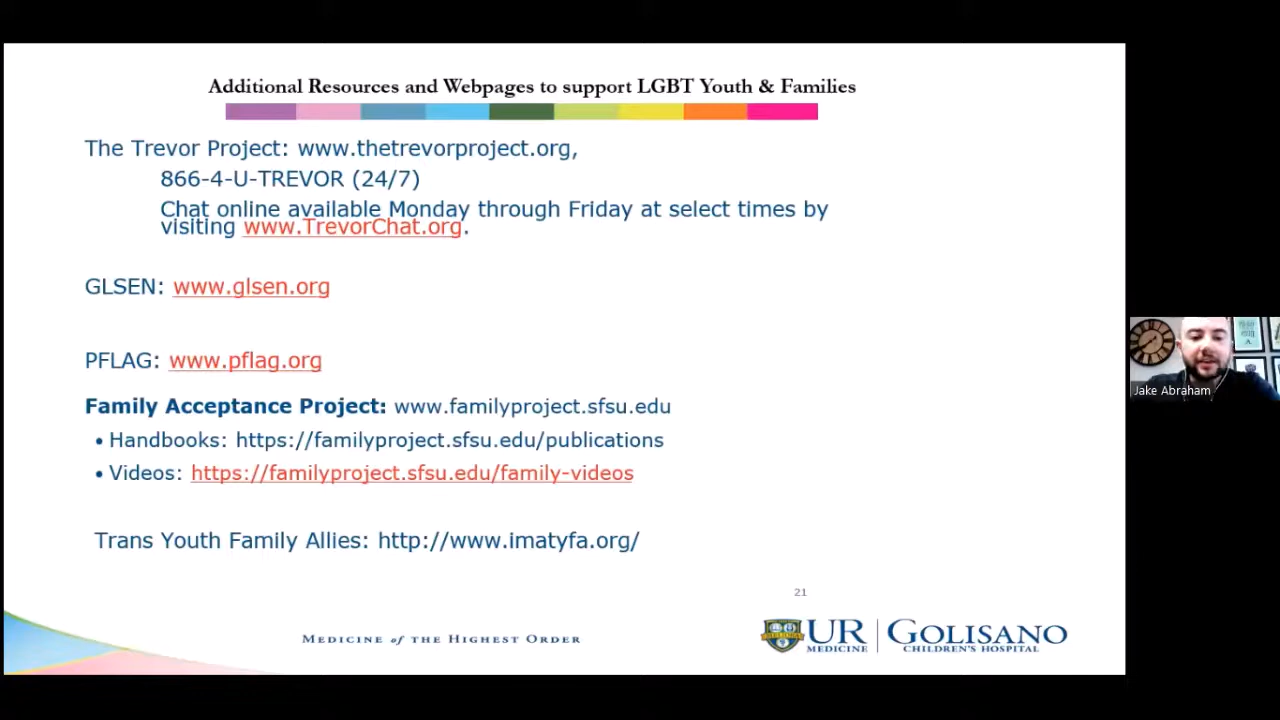 Additional Resources and Webpages to support LGBT Youth & Families
The Trevor Project: www.thetrevorproject.org,
866-4-U-TREVOR (24/7)
Chat online available Monday through Friday at select times by
visiting www.TrevorChat.org.
GLSEN: www.glsen.org
PFLAG: www.pflag.org
Family Acceptance Project: www.familyproject.sfsu.edu
• Handbooks: https://familyproject.sfsu.edu/publications
• Videos: https://familyproject.sfsu.edu/family-videos
Trans Youth Family Allies: http://www.imatyfa.org/
21
MEDICINE of THE HIGHEST ORDER
UR
MEDICINE
GOLISANO
CHILDREN'S HOSPITAL
Jake Abraham